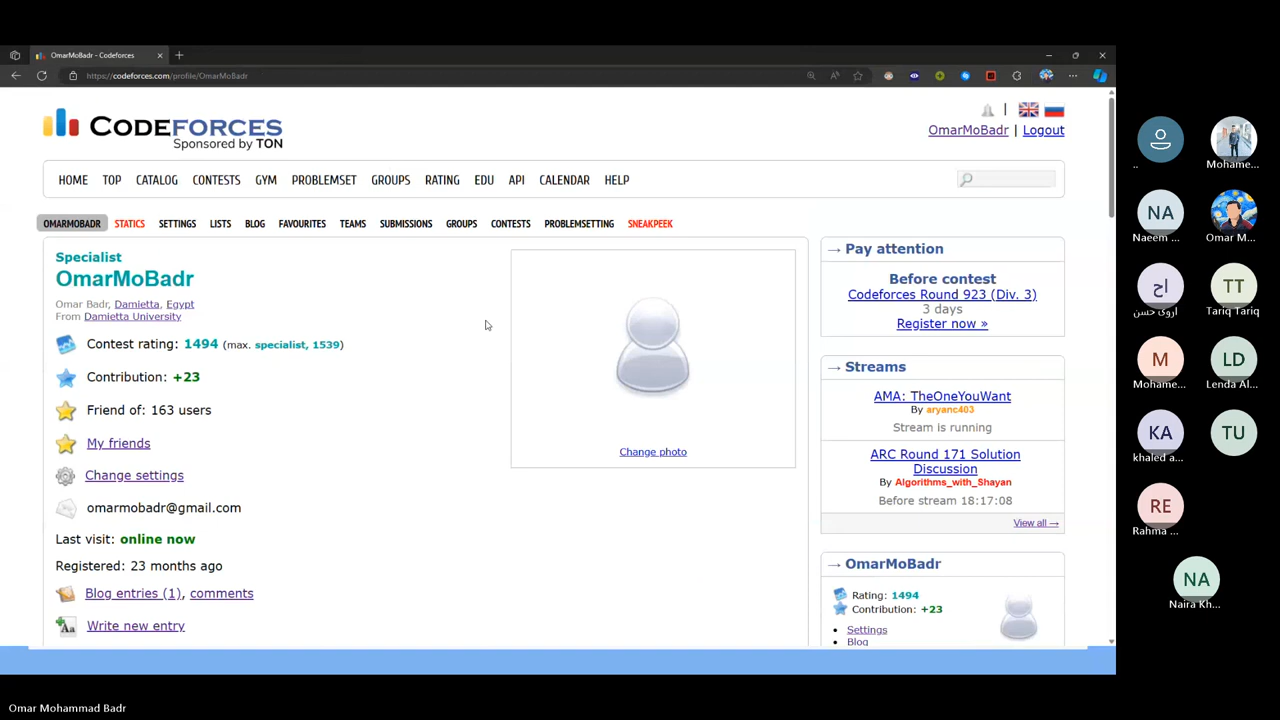 OmarMoBadr - Codeforces
https://codeforces.com/profile/OmarMoBadr
CODEFORCES
Sponsored by TON
OmarMoBadr | Logout
HOME TOP CATALOG CONTESTS GYM PROBLEMSET GROUPS RATING EDU API CALENDAR HELP
OMARMOBADR STATICS SETTINGS LISTS BLOG FAVOURITES TEAMS SUBMISSIONS GROUPS CONTESTS PROBLEMSETTING SNEAKPEEK
Specialist
OmarMoBadr
Omar Badr, Damietta, Egypt
From Damietta University
Contest rating: 1494 (max. specialist, 1539)
Contribution: +23
Friend of: 163 users
My friends
Change settings
omarmobadr@gmail.com
Last visit: online now
Registered: 23 months ago
Blog entries (1), comments
Write new entry
Change photo
→ Pay attention
Before contest
Codeforces Round 923 (Div. 3)
3 days
Register now »
→ Streams
AMA: TheOneYouWant
By aryanc403
Stream is running
ARC Round 171 Solution
Discussion
By Algorithms_with_Shayan
Before stream 18:17:08
View all →
→ OmarMoBadr
Rating: 1494
Contribution: +23
Settings
Blog
..
Mohame...
NA
Naeem ...
Omar M...
اح
اروى حسن
TT
Tariq Tariq
M
Mohame...
LD
Lenda Al...
KA
khaled a...
TU
RE
Rahma ...
NA
Naira Kh...
Omar Mohammad Badr